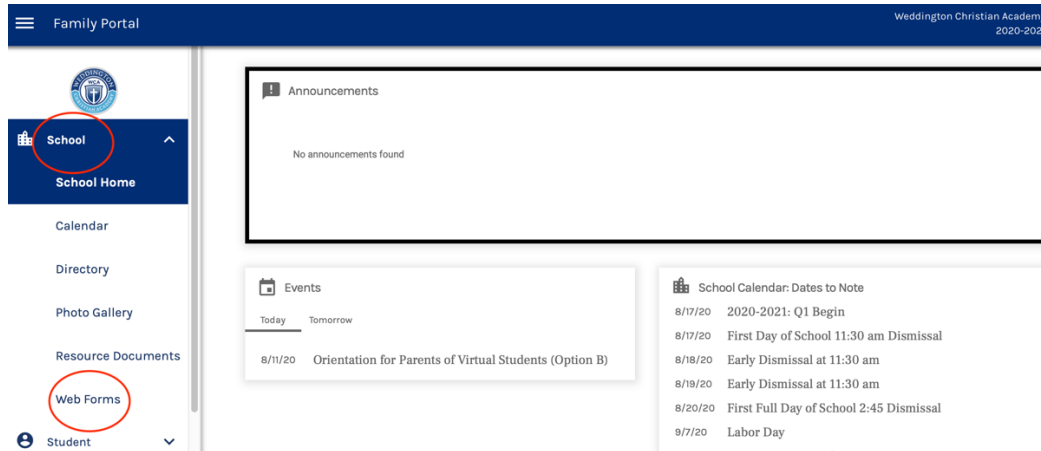 Family Portal
Weddington Christian Academ
2020-202
WEDDINGTON
WCA
CHRISTIAN ACADEMY
School
School Home
Calendar
Directory
Photo Gallery
Resource Documents
Web Forms
Student
Announcements
No announcements found
Events
Today Tomorrow
8/11/20 Orientation for Parents of Virtual Students (Option B)
School Calendar: Dates to Note
8/17/20 2020-2021: Q1 Begin
8/17/20 First Day of School 11:30 am Dismissal
8/18/20 Early Dismissal at 11:30 am
8/19/20 Early Dismissal at 11:30 am
8/20/20 First Full Day of School 2:45 Dismissal
9/7/20 Labor Day